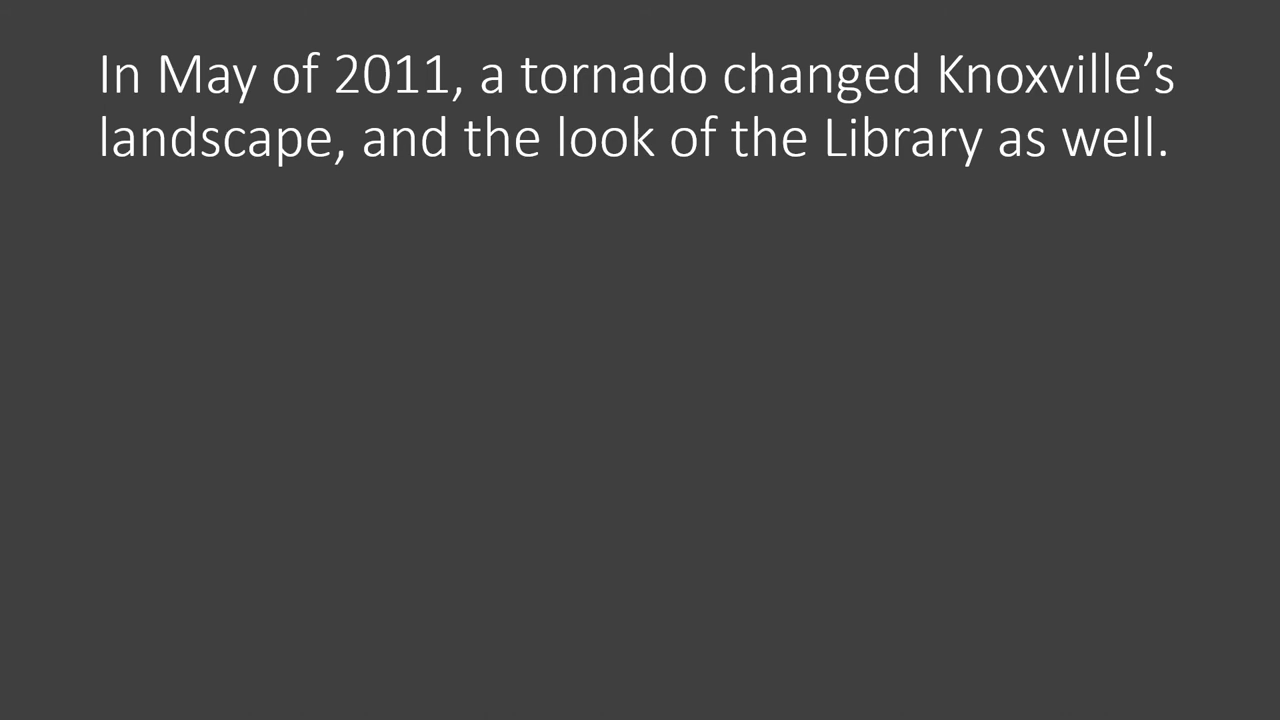 In May of 2011, a tornado changed Knoxville’s
landscape, and the look of the Library as well.